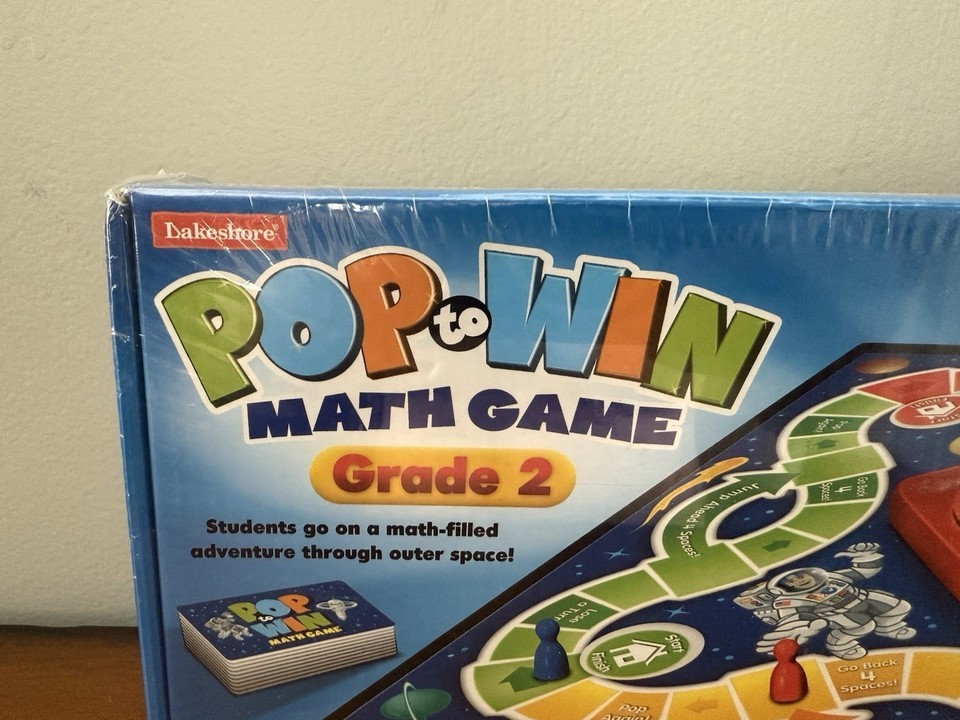 Lakeshore®
POP to WIN
MATH GAME
Grade 2
Students go on a math-filled
adventure through outer space!
POP
to
WIN
MATH GAME
Jump Ahead 4 Spaces!
Go Back
4
Spaces!
Lose
a Turn
Start
Finish
Go Back
4
Spaces!
Pop
Again!